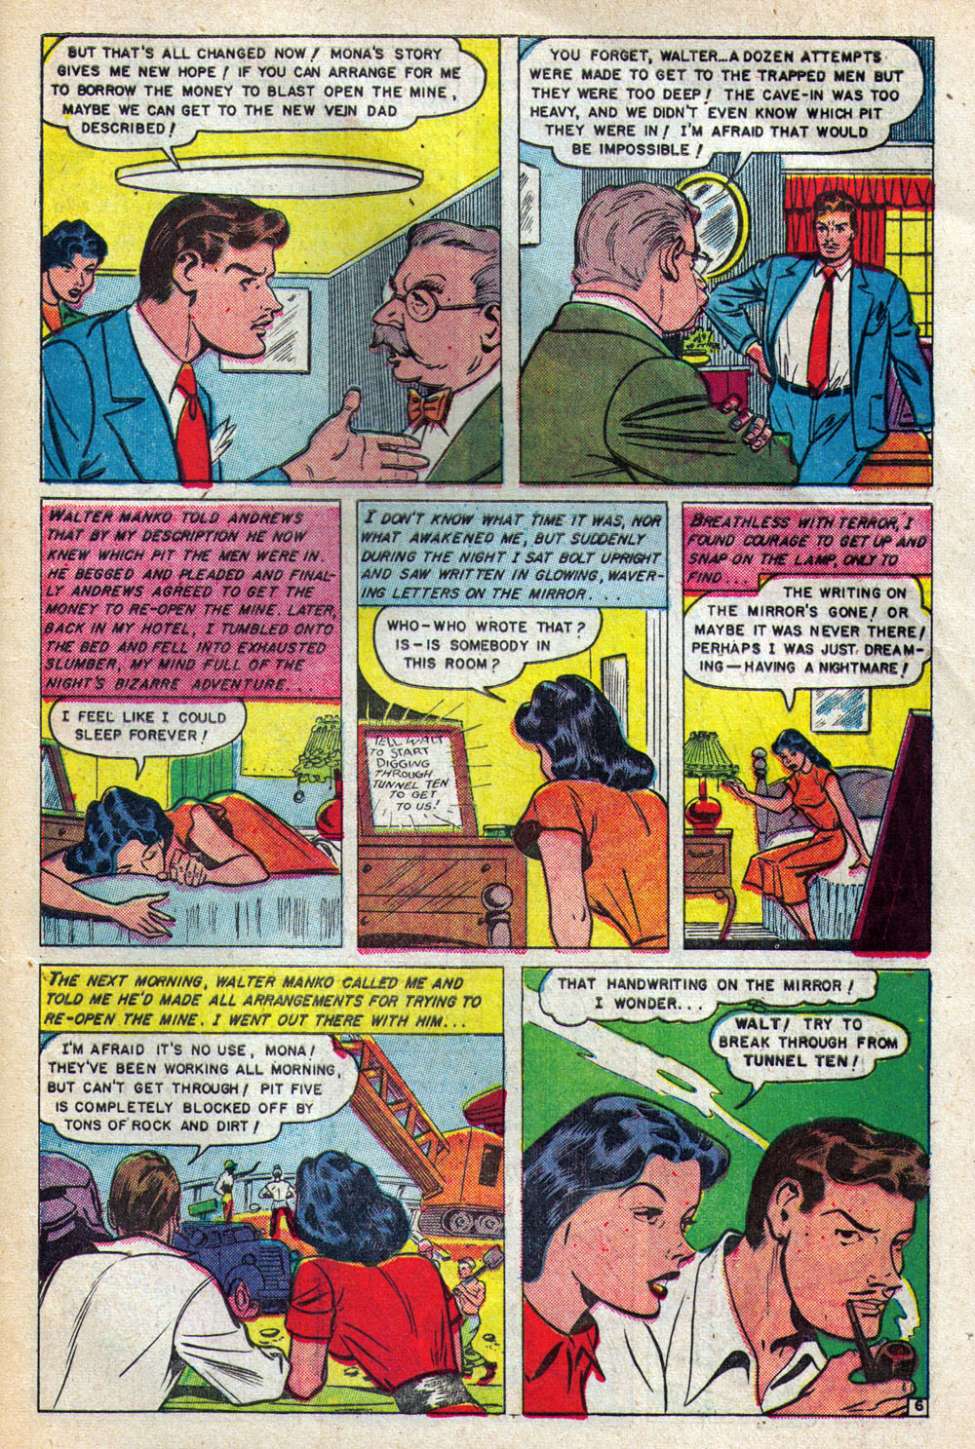 BUT THAT'S ALL CHANGED NOW! MONA'S STORY
GIVES ME NEW HOPE! IF YOU CAN ARRANGE FOR ME
TO BORROW THE MONEY TO BLAST OPEN THE MINE,
MAYBE WE CAN GET TO THE NEW VEIN DAD
DESCRIBED!
YOU FORGET, WALTER...A DOZEN ATTEMPTS
WERE MADE TO GET TO THE TRAPPED MEN BUT
THEY WERE TOO DEEP! THE CAVE-IN WAS TOO
HEAVY, AND WE DIDN'T EVEN KNOW WHICH PIT
THEY WERE IN! I'M AFRAID THAT WOULD
BE IMPOSSIBLE!
WALTER MANKO TOLD ANDREWS
THAT BY MY DESCRIPTION HE NOW
KNEW WHICH PIT THE MEN WERE IN.
HE BEGGED AND PLEADED AND FINAL-
LY ANDREWS AGREED TO GET THE
MONEY TO RE-OPEN THE MINE. LATER,
BACK IN MY HOTEL, I TUMBLED ONTO
THE BED AND FELL INTO EXHAUSTED
SLUMBER, MY MIND FULL OF THE
NIGHT'S BIZARRE ADVENTURE...
I FEEL LIKE I COULD
SLEEP FOREVER!
I DON'T KNOW WHAT TIME IT WAS, NOR
WHAT AWAKENED ME, BUT SUDDENLY
DURING THE NIGHT I SAT BOLT UPRIGHT
AND SAW WRITTEN IN GLOWING, WAVER-
ING LETTERS ON THE MIRROR...
WHO-WHO WROTE THAT?
IS-IS SOMEBODY IN
THIS ROOM?
TELL WALT
TO START
DIGGING
THROUGH
TUNNEL TEN
TO GET
TO US!
BREATHLESS WITH TERROR, I
FOUND COURAGE TO GET UP AND
SNAP ON THE LAMP, ONLY TO
FIND...
THE WRITING ON
THE MIRROR'S GONE! OR
MAYBE IT WAS NEVER THERE!
PERHAPS I WAS JUST DREAM-
ING-HAVING A NIGHTMARE!
THE NEXT MORNING, WALTER MANKO CALLED ME AND
TOLD ME HE'D MADE ALL ARRANGEMENTS FOR TRYING TO
RE-OPEN THE MINE. I WENT OUT THERE WITH HIM...
I'M AFRAID IT'S NO USE, MONA!
THEY'VE BEEN WORKING ALL MORNING,
BUT CAN'T GET THROUGH! PIT FIVE
IS COMPLETELY BLOCKED OFF BY
TONS OF ROCK AND DIRT!
THAT HANDWRITING ON THE MIRROR!
I WONDER...
WALT! TRY TO
BREAK THROUGH FROM
TUNNEL TEN!
6